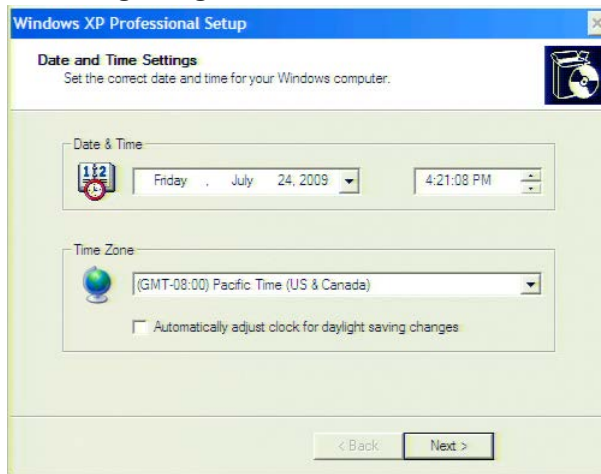 Windows XP Professional Setup
Date and Time Settings
Set the correct date and time for your Windows computer.
Date & Time
Friday , July 24, 2009
4:21:08 PM
Time Zone
(GMT-08:00) Pacific Time (US & Canada)
Automatically adjust clock for daylight saving changes
< Back
Next >